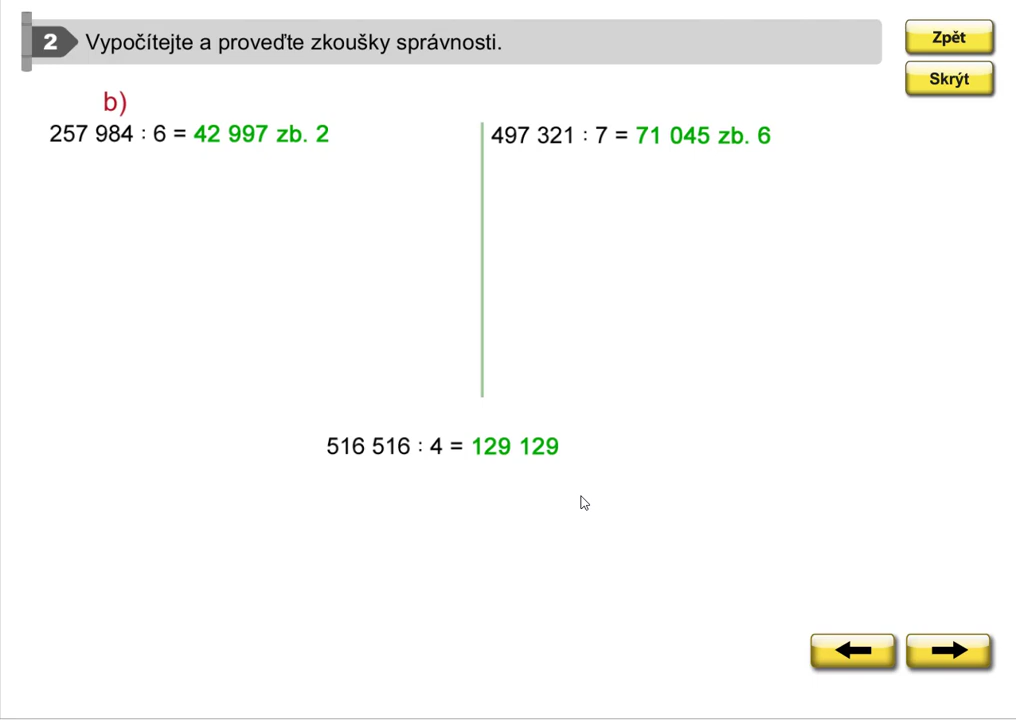 2 Vypočítejte a proveďte zkoušky správnosti.
Zpět
Skrýt
b)
257 984 : 6 = 42 997 zb. 2
497 321 : 7 = 71 045 zb. 6
516 516 : 4 = 129 129